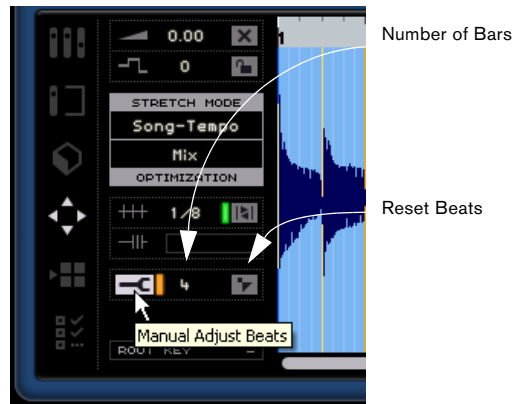 0.00
1
Number of Bars
0
STRETCH MODE
Song-Tempo
Mix
OPTIMIZATION
1/8
Reset Beats
4
Manual Adjust Beats
ROOT KEY –